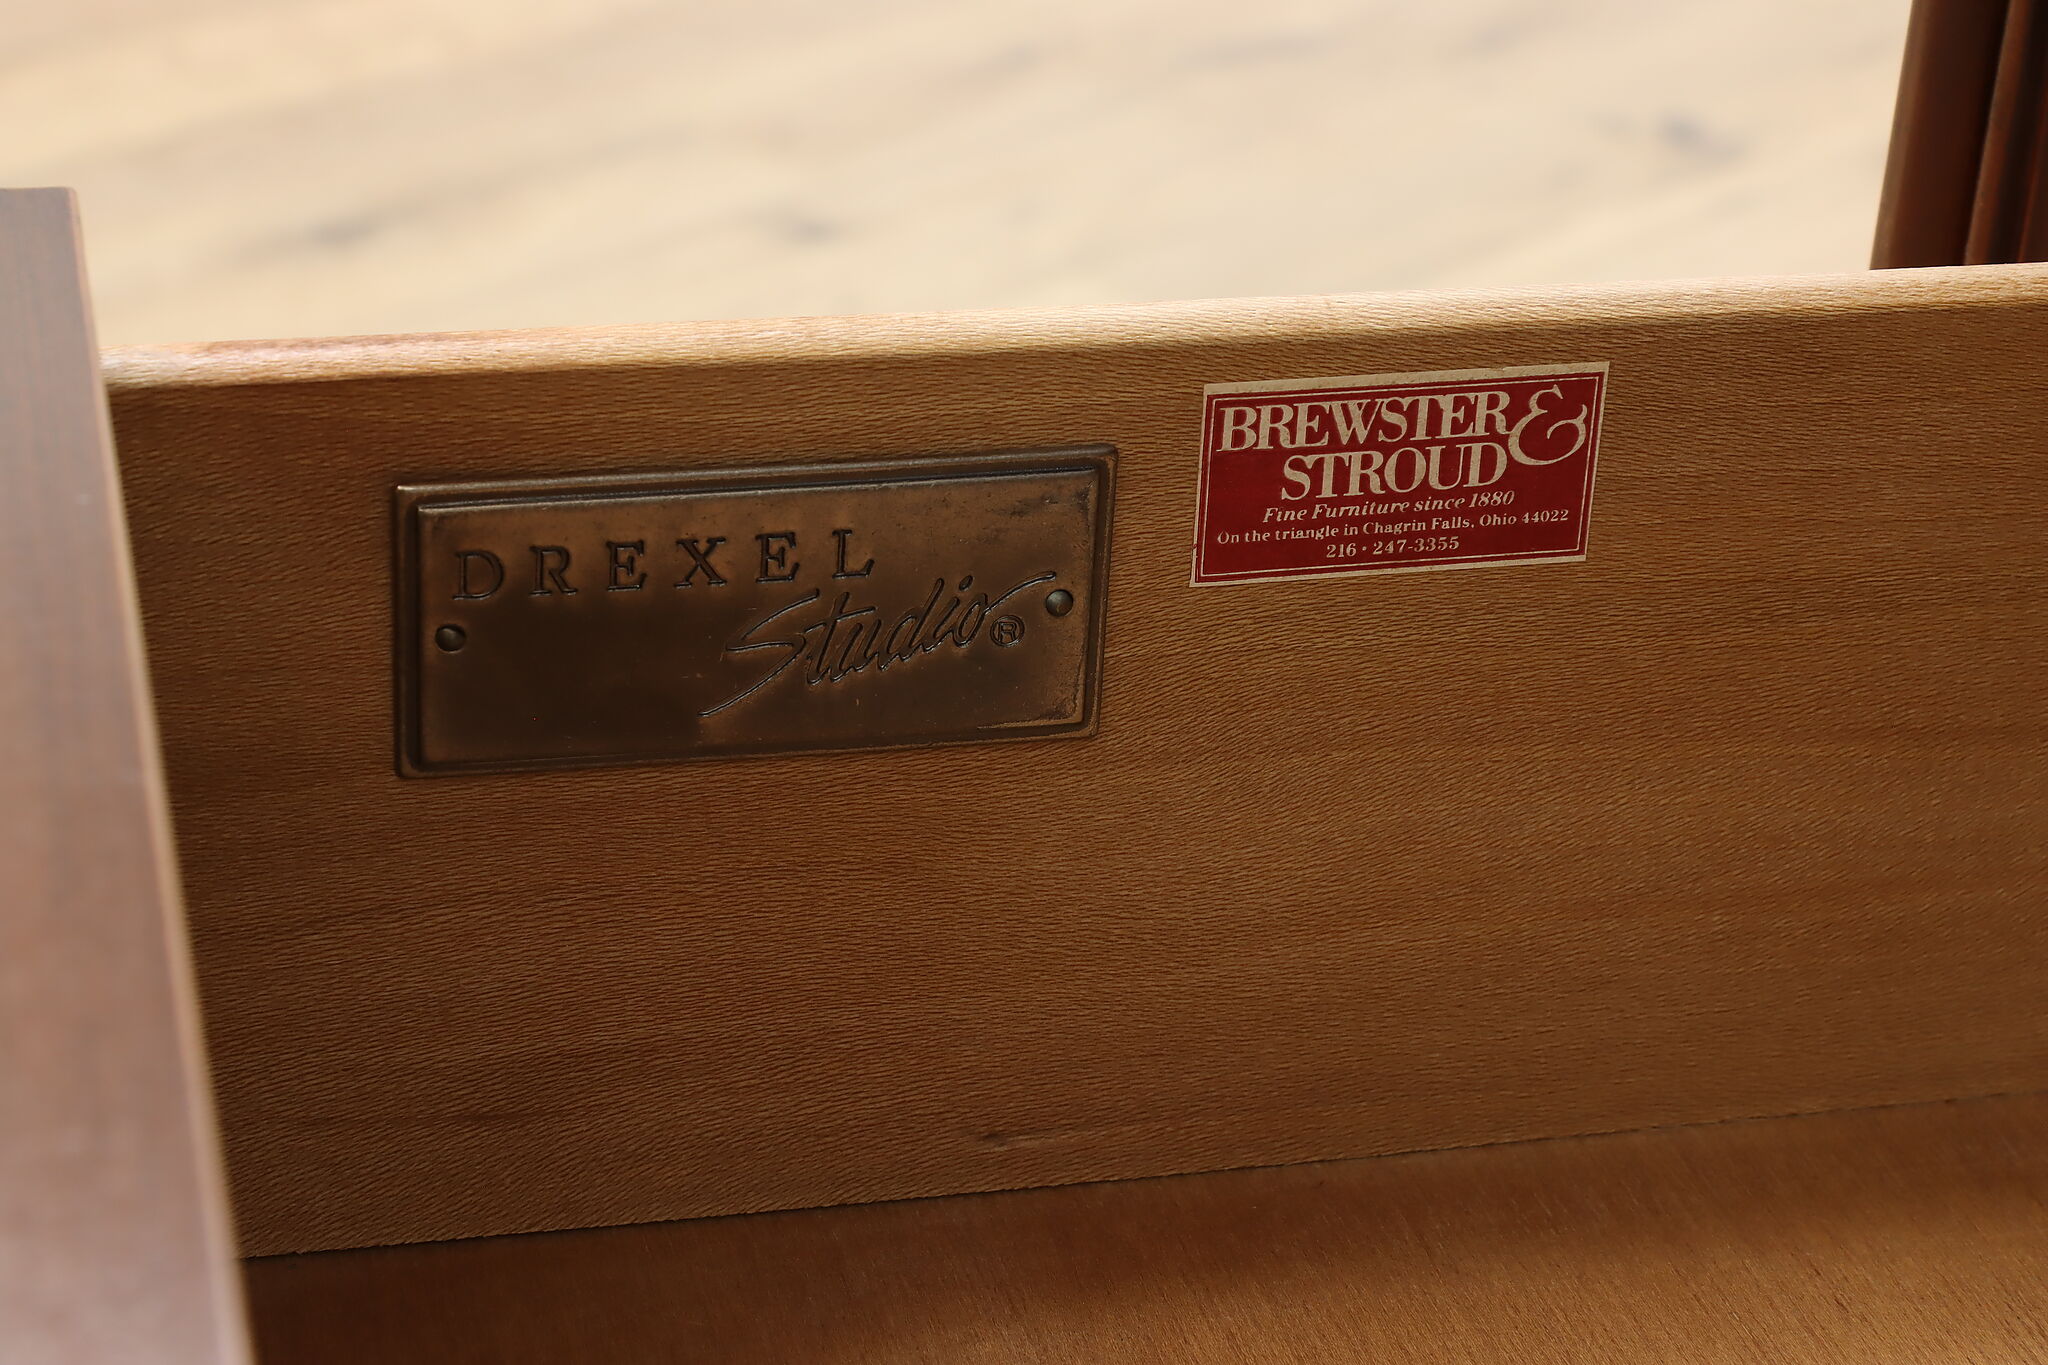 DREXEL
Studio®
BREWSTER &
STROUD
Fine Furniture since 1880
On the triangle in Chagrin Falls, Ohio 44022
216 • 247-3355